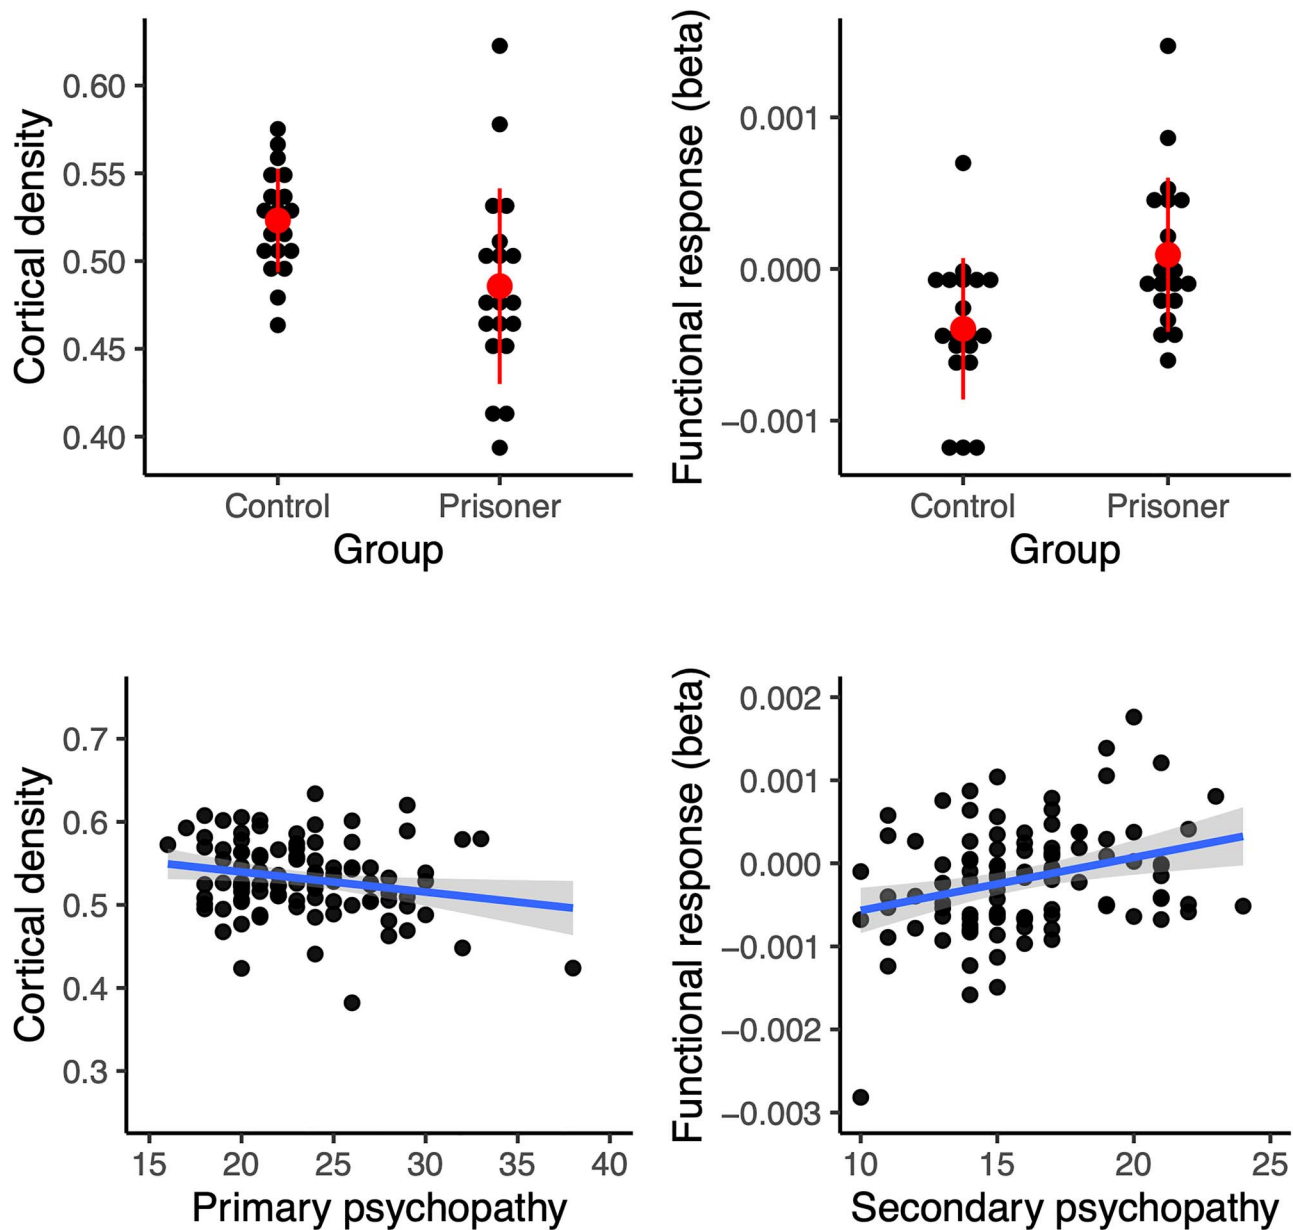 Cortical density
0.60
0.55
0.50
0.45
0.40
Control
Prisoner
Group
Functional response (beta)
0.001
0.000
−0.001
Control
Prisoner
Group
Cortical density
0.7
0.6
0.5
0.4
0.3
15 20 25 30 35 40
Primary psychopathy
Functional response (beta)
0.002
0.001
0.000
−0.001
−0.002
−0.003
10 15 20 25
Secondary psychopathy